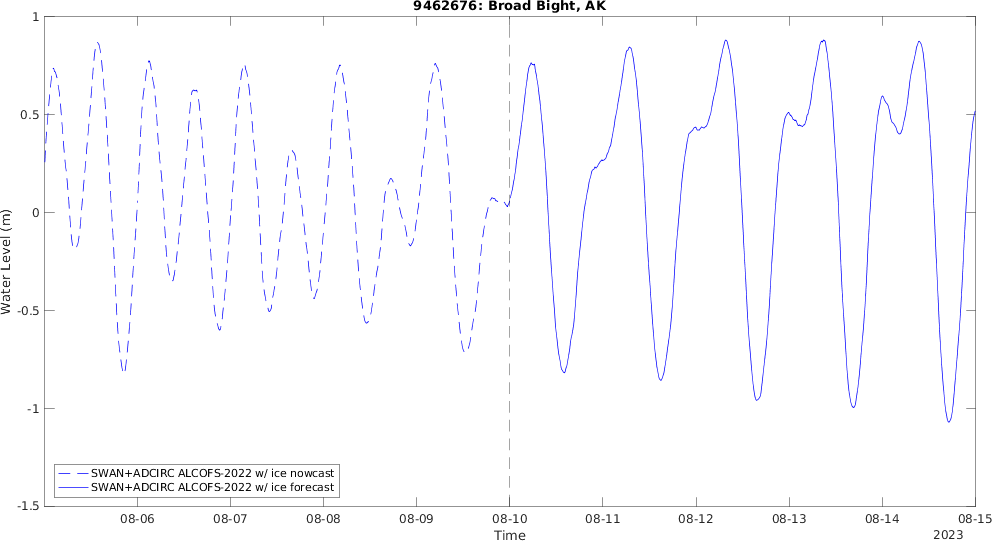 9462676: Broad Bight, AK
1
0.5
0
-0.5
-1
-1.5
Water Level (m)
SWAN+ADCIRC ALCOFS-2022 w/ ice nowcast
SWAN+ADCIRC ALCOFS-2022 w/ ice forecast
08-06 08-07 08-08 08-09 08-10 08-11 08-12 08-13 08-14 08-15
Time
2023